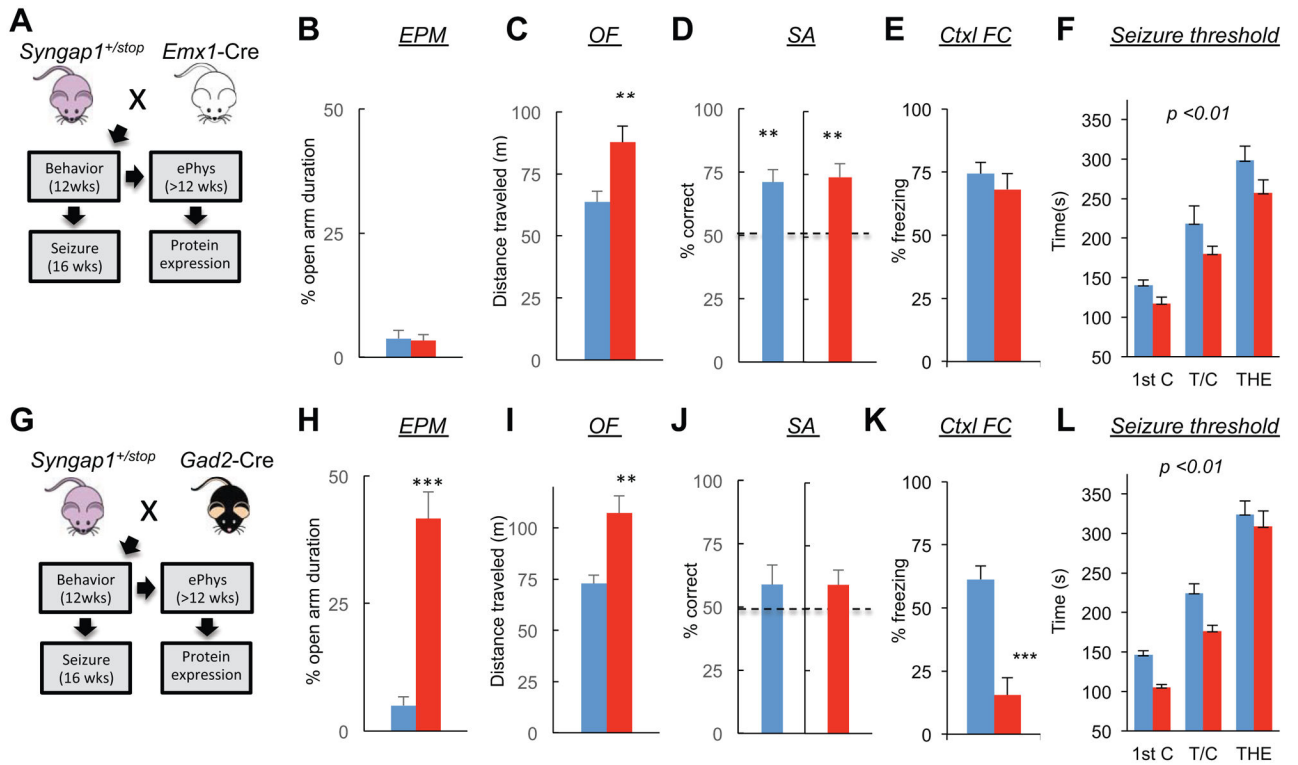 A
Syngap1+/stop Emx1-Cre
X
Behavior
(12wks)
ePhys
(>12 wks)
Seizure
(16 wks)
Protein
expression
B
EPM
% open arm duration
50
25
0
C
OF
**
Distance traveled (m)
100
75
50
25
0
D
SA
** **
% correct
100
75
50
25
0
E
Ctxl FC
% freezing
100
75
50
25
0
F
Seizure threshold
p <0.01
Time(s)
350
300
250
200
150
100
50
1st C T/C THE
G
Syngap1+/stop Gad2-Cre
X
Behavior
(12wks)
ePhys
(>12 wks)
Seizure
(16 wks)
Protein
expression
H
EPM
***
% open arm duration
50
25
0
I
OF
**
Distance traveled (m)
100
75
50
25
0
J
SA
% correct
100
75
50
25
0
K
Ctxl FC
***
% freezing
100
75
50
25
0
L
Seizure threshold
p <0.01
Time (s)
350
300
250
200
150
100
50
1st C T/C THE